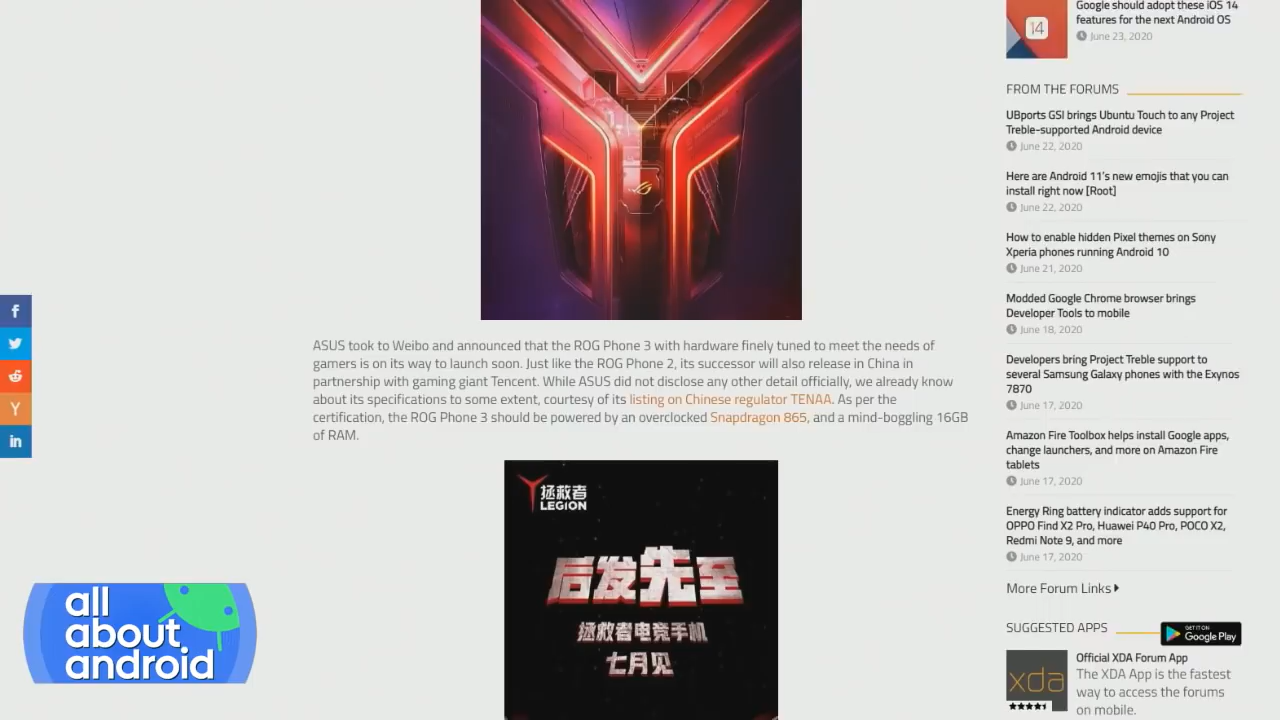 ASUS took to Weibo and announced that the ROG Phone 3 with hardware finely tuned to meet the needs of
gamers is on its way to launch soon. Just like the ROG Phone 2, its successor will also release in China in
partnership with gaming giant Tencent. While ASUS did not disclose any other detail officially, we already know
about its specifications to some extent, courtesy of its listing on Chinese regulator TENAA. As per the
certification, the ROG Phone 3 should be powered by an overclocked Snapdragon 865, and a mind-boggling 16GB
of RAM.
拯救者
LEGION
后发先至
拯救者电竞手机
七月见
Google should adopt these iOS 14
features for the next Android OS
14
June 23, 2020
FROM THE FORUMS
UBports GSI brings Ubuntu Touch to any Project
Treble-supported Android device
June 22, 2020
Here are Android 11's new emojis that you can
install right now [Root]
June 22, 2020
How to enable hidden Pixel themes on Sony
Xperia phones running Android 10
June 21, 2020
Modded Google Chrome browser brings
Developer Tools to mobile
June 18, 2020
Developers bring Project Treble support to
several Samsung Galaxy phones with the Exynos
7870
June 17, 2020
Amazon Fire Toolbox helps install Google apps,
change launchers, and more on Amazon Fire
tablets
June 17, 2020
Energy Ring battery indicator adds support for
OPPO Find X2 Pro, Huawei P40 Pro, POCO X2,
Redmi Note 9, and more
June 17, 2020
More Forum Links
SUGGESTED APPS
GET IT ON
Google Play
xda
Official XDA Forum App
The XDA App is the fastest
way to access the forums
on mobile.
f
Y
in
all
about
android